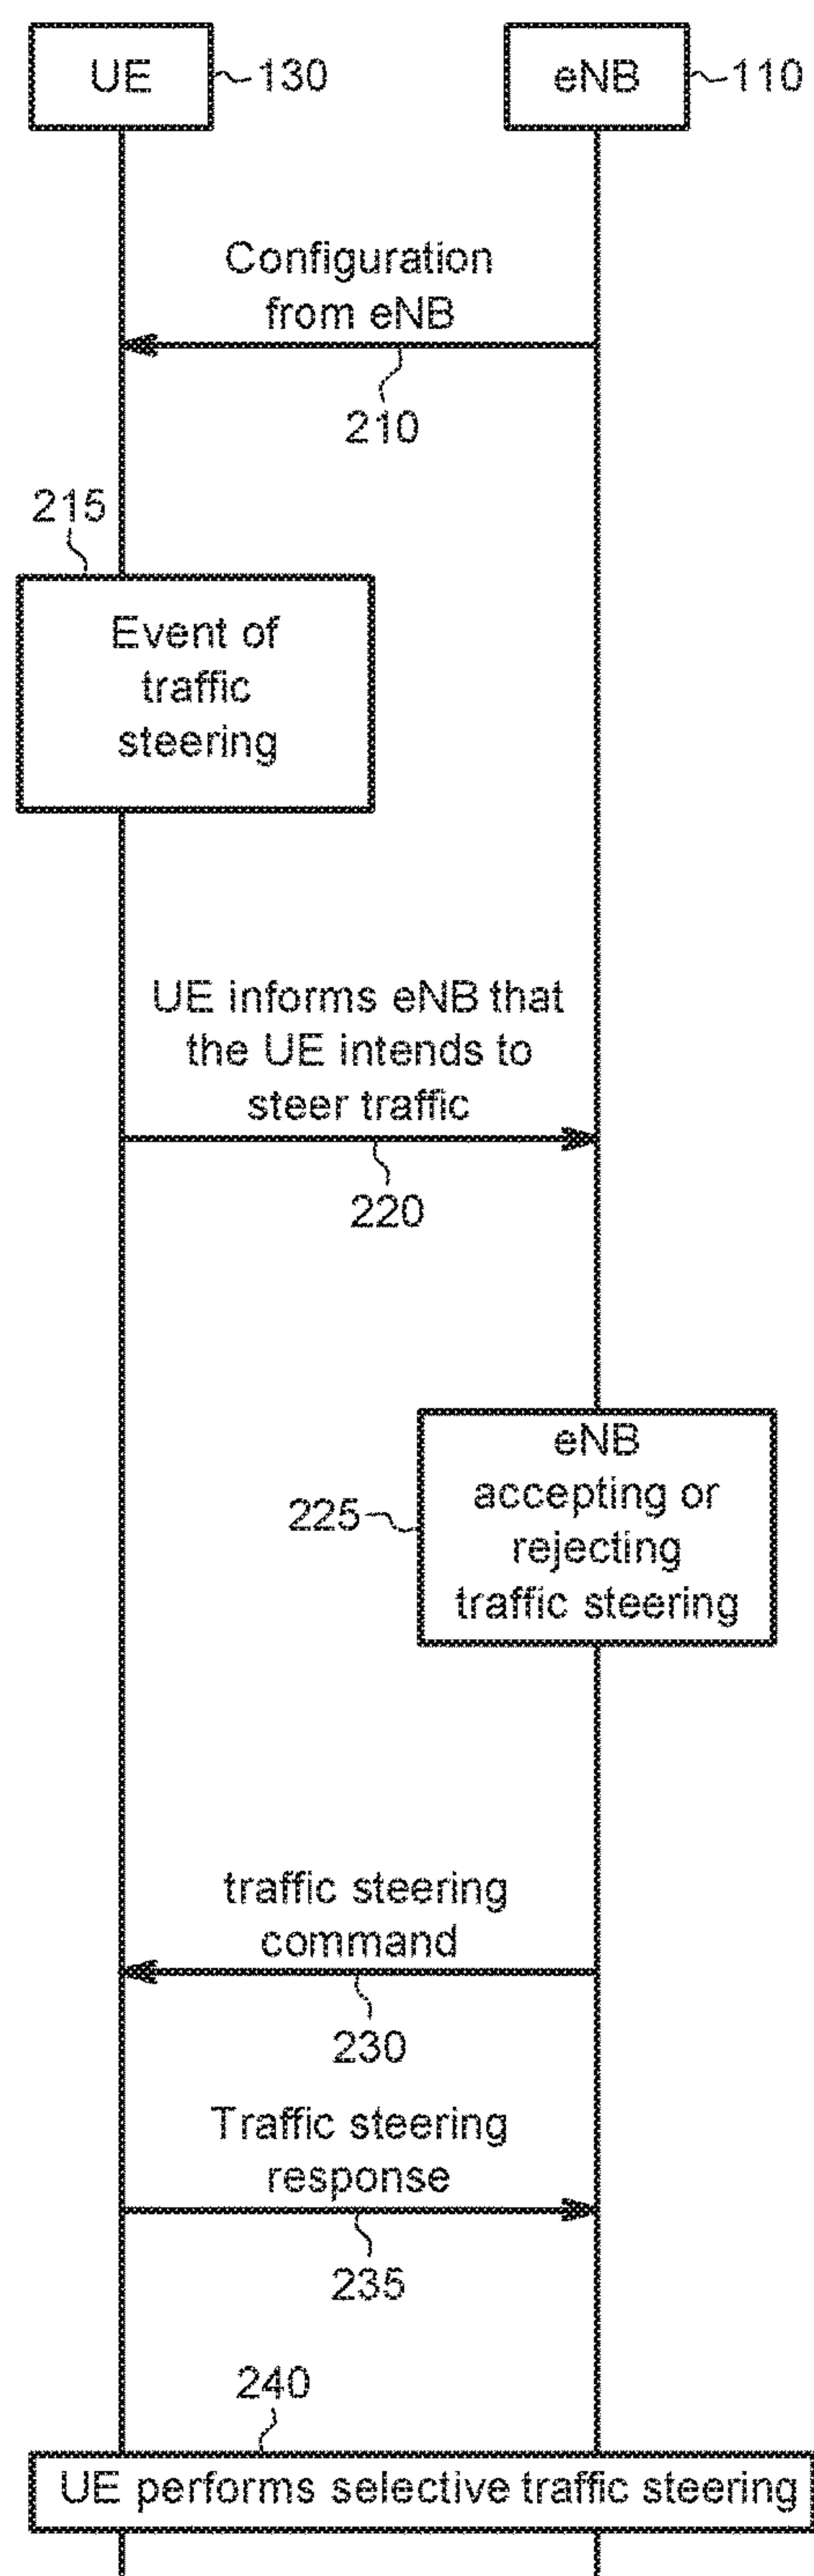 UE
130
eNB
110
Configuration
from eNB
210
215
Event of
traffic
steering
UE informs eNB that
the UE intends to
steer traffic
220
eNB
accepting or
rejecting
traffic steering
225
traffic steering
command
230
Traffic steering
response
235
240
UE performs selective traffic steering